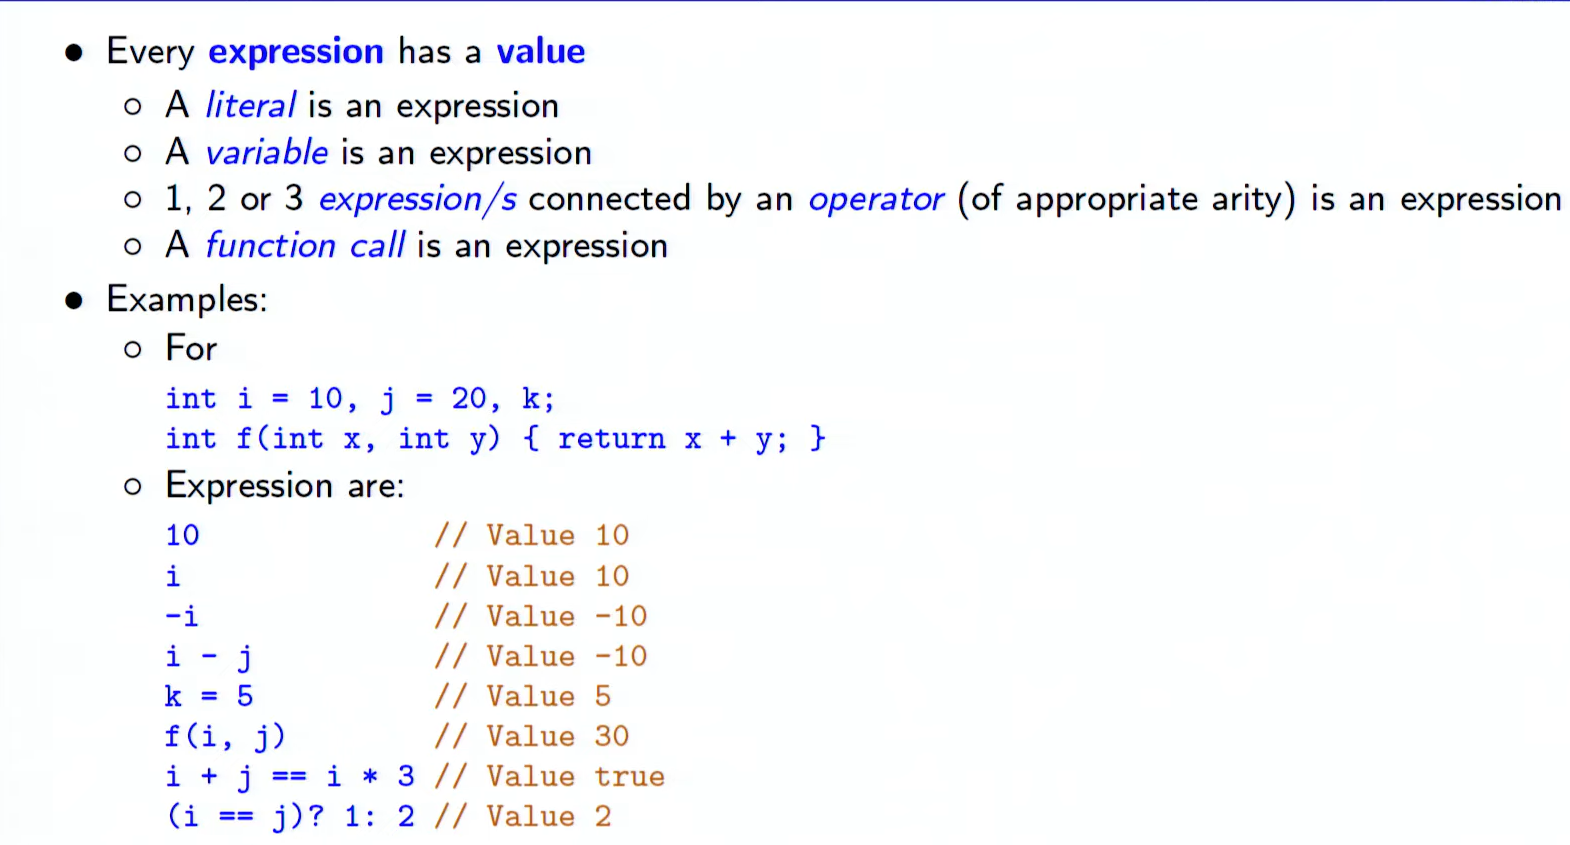 • Every expression has a value
○ A literal is an expression
○ A variable is an expression
○ 1, 2 or 3 expression/s connected by an operator (of appropriate arity) is an expression
○ A function call is an expression
• Examples:
○ For
int i = 10, j = 20, k;
int f(int x, int y) { return x + y; }
○ Expression are:
10 // Value 10
i // Value 10
-i // Value -10
i - j // Value -10
k = 5 // Value 5
f(i, j) // Value 30
i + j == i * 3 // Value true
(i == j)? 1: 2 // Value 2